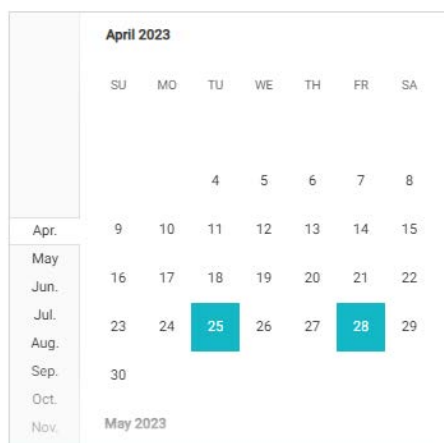 April 2023
SU MO TU WE TH FR SA
4 5 6 7 8
Apr. 9 10 11 12 13 14 15
May
Jun. 16 17 18 19 20 21 22
Jul.
Aug. 23 24 25 26 27 28 29
Sep. 30
Oct.
Nov. May 2023